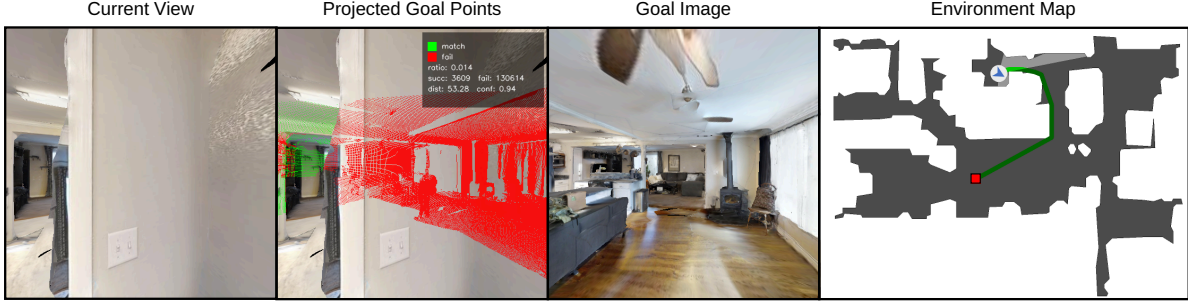 Current View
Projected Goal Points
Goal Image
Environment Map
match
fail
ratio: 0.014
succ: 3609 fail: 130614
dist: 53.28 conf: 0.94